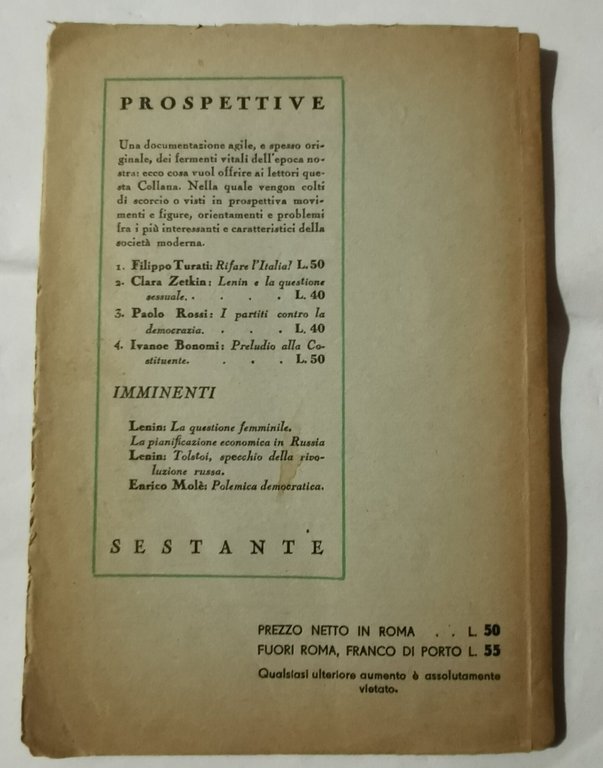 PROSPETTIVE
Una documentazione agile, e spesso ori-
ginale, dei fermenti vitali dell'epoca no-
stra: ecco cosa vuol offrire ai lettori que-
sta Collana. Nella quale vengon colti
di scorcio o visti in prospettiva movi-
menti e figure, orientamenti e problemi
fra i più interessanti e caratteristici della
società moderna.
1. Filippo Turati: Rifare l'Italia! L. 50
2. Clara Zetkin: Lenin e la questione
sessuale. . . . . L. 40
3. Paolo Rossi: I partiti contro la
democrazia. . . . . L. 40
4. Ivanoe Bonomi: Preludio alla Co-
stituente. . . . . L. 50
IMMINENTI
Lenin: La questione femminile.
La pianificazione economica in Russia
Lenin: Tolstoi, specchio della rivo-
luzione russa.
Enrico Molè: Polemica democratica.
SESTANTE
PREZZO NETTO IN ROMA . . L. 50
FUORI ROMA, FRANCO DI PORTO L. 55
Qualsiasi ulteriore aumento è assolutamente
vietato.